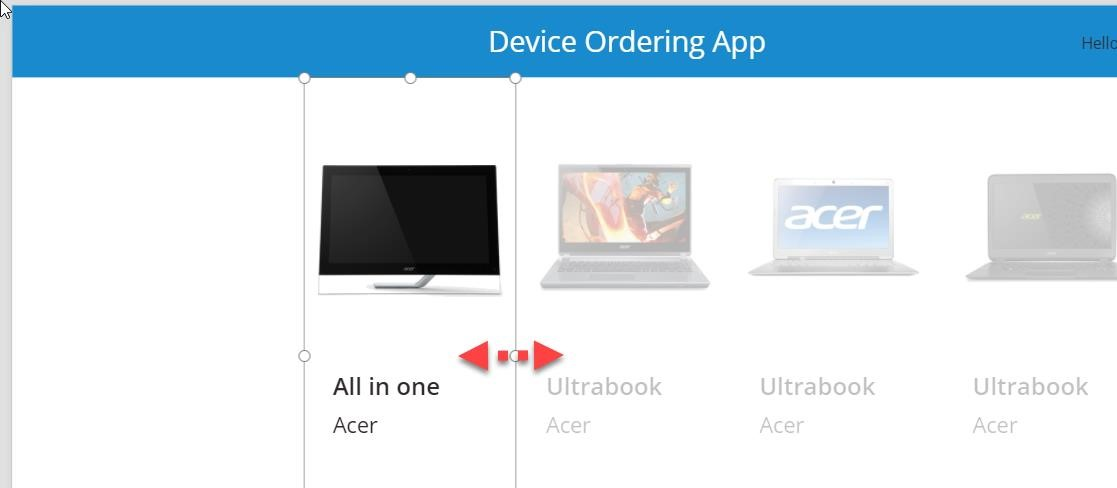 Device Ordering App
Hello
acer
All in one
Ultrabook
Ultrabook
Ultrabook
Acer
Acer
Acer
Acer